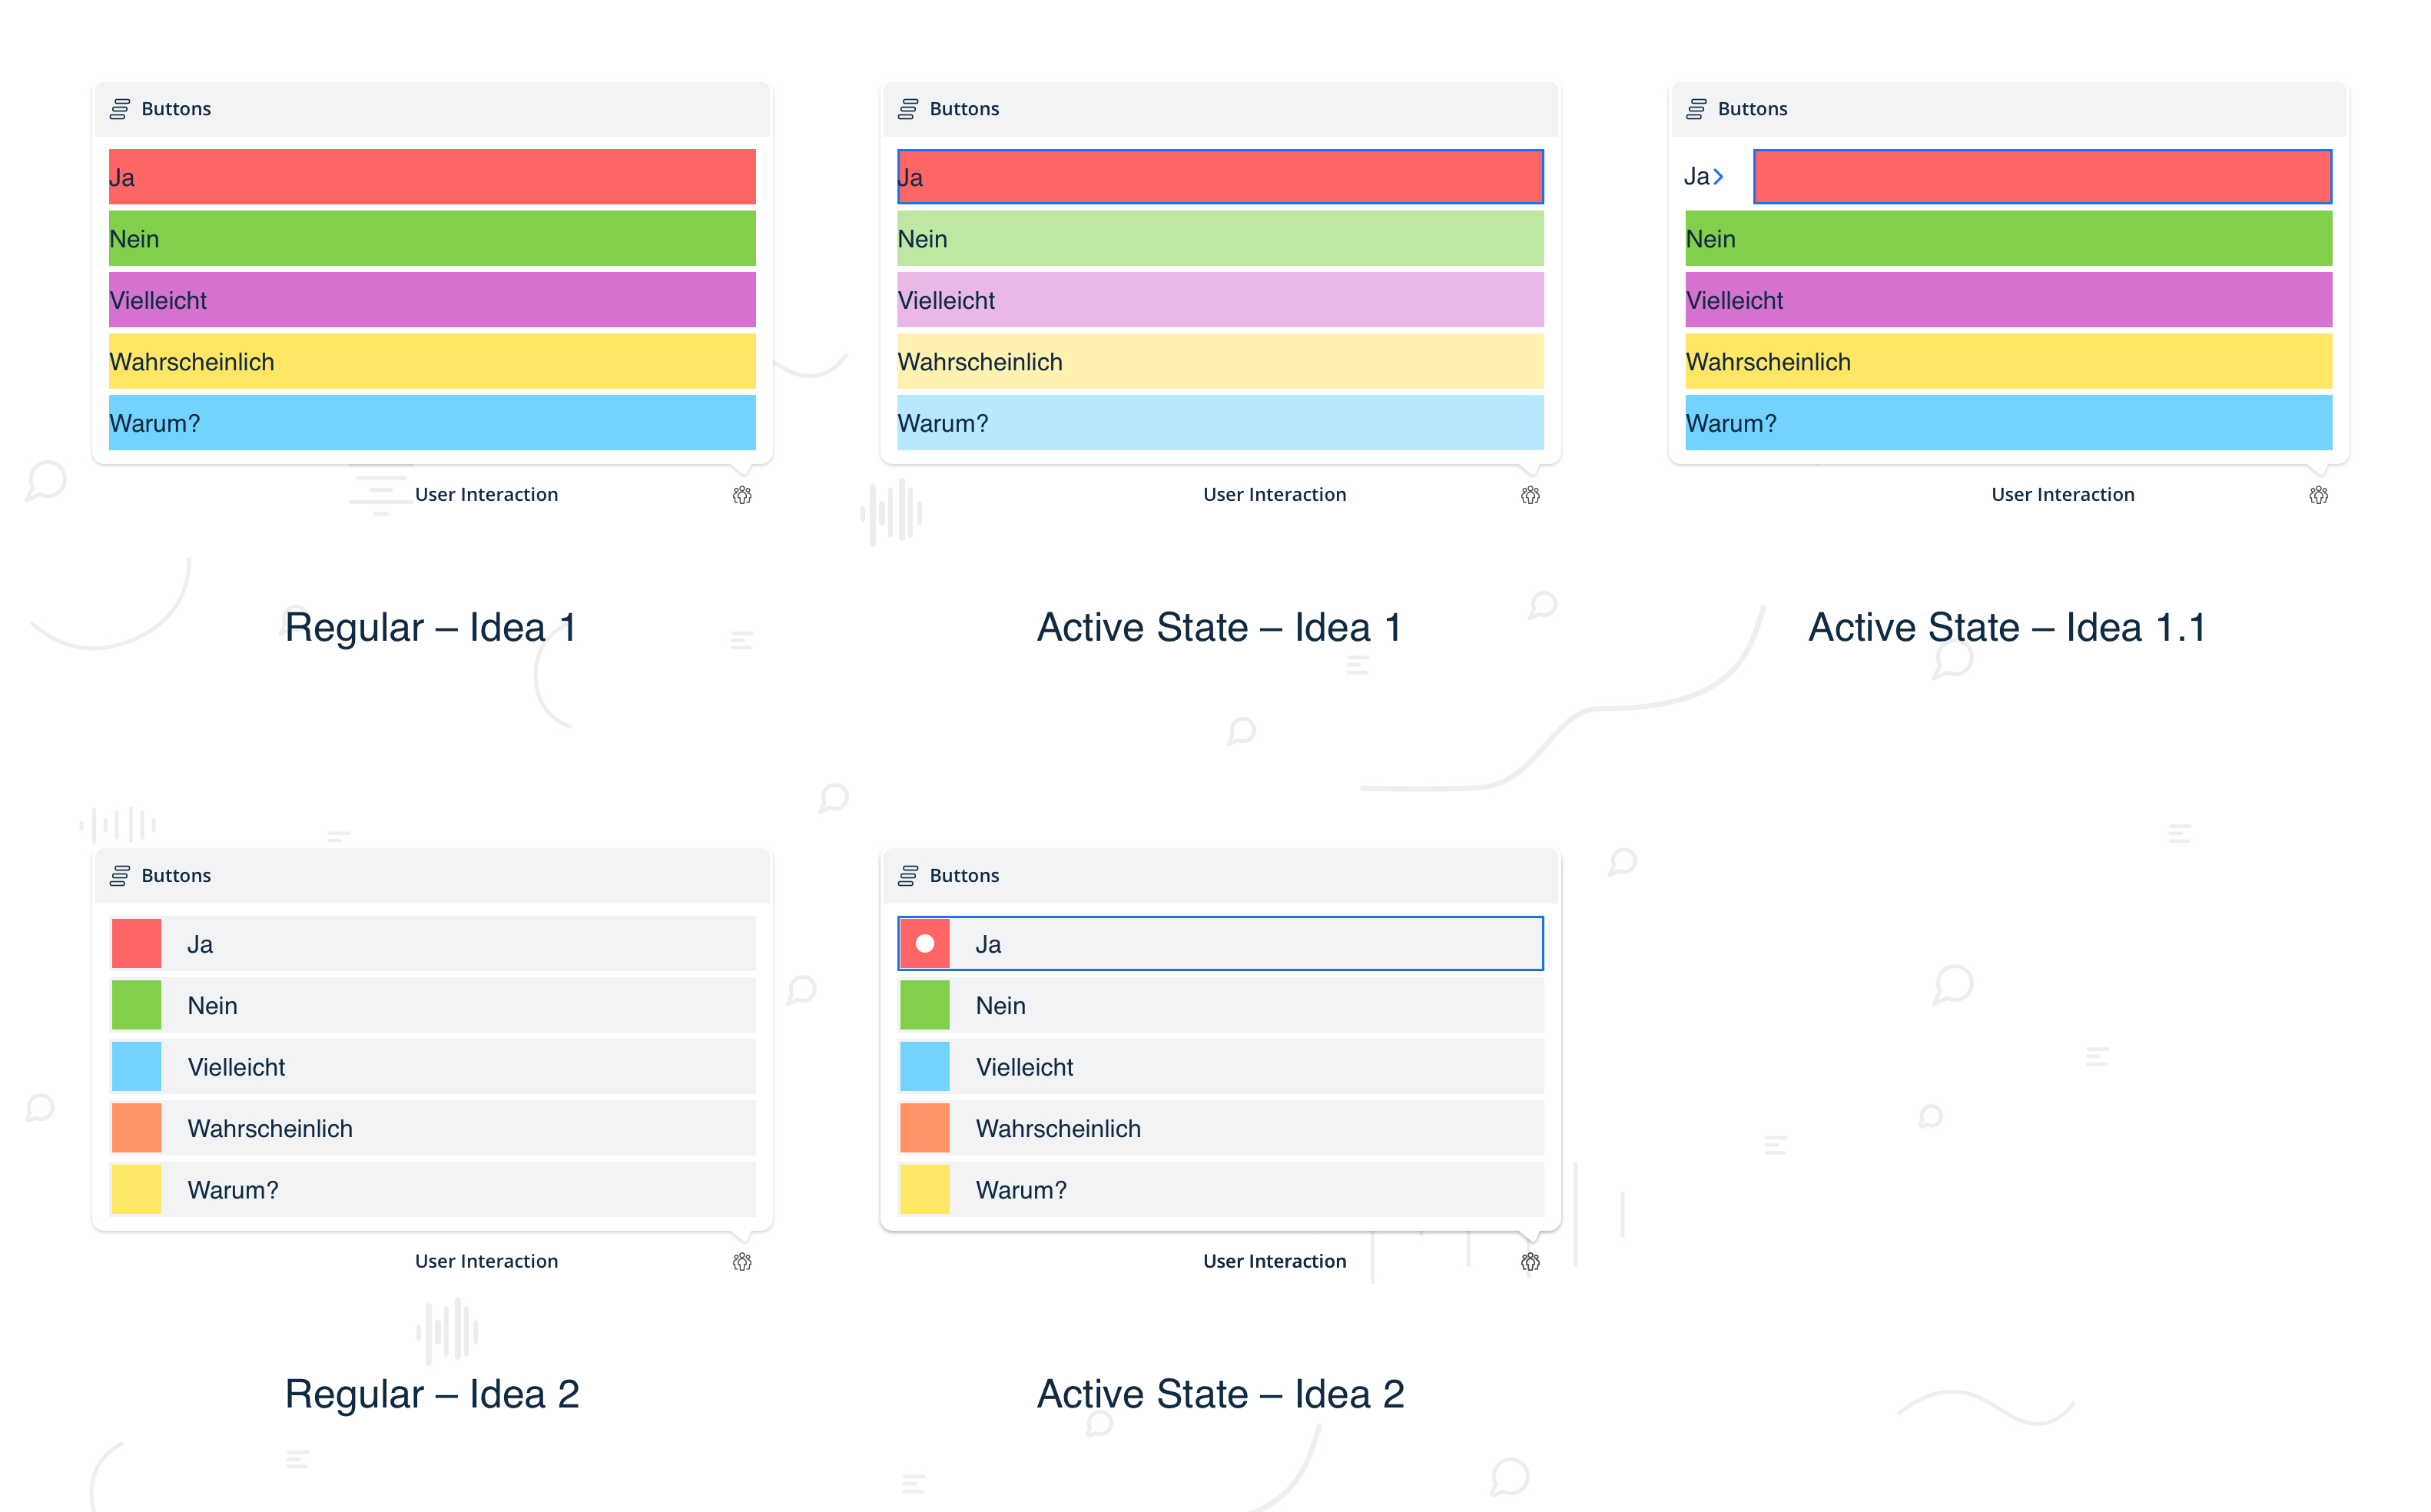 Buttons
Ja
Nein
Vielleicht
Wahrscheinlich
Warum?
User Interaction
Regular – Idea 1
Buttons
Ja
Nein
Vielleicht
Wahrscheinlich
Warum?
User Interaction
Active State – Idea 1
Buttons
Ja
Nein
Vielleicht
Wahrscheinlich
Warum?
User Interaction
Active State – Idea 1.1
Buttons
Ja
Nein
Vielleicht
Wahrscheinlich
Warum?
User Interaction
Regular – Idea 2
Buttons
Ja
Nein
Vielleicht
Wahrscheinlich
Warum?
User Interaction
Active State – Idea 2